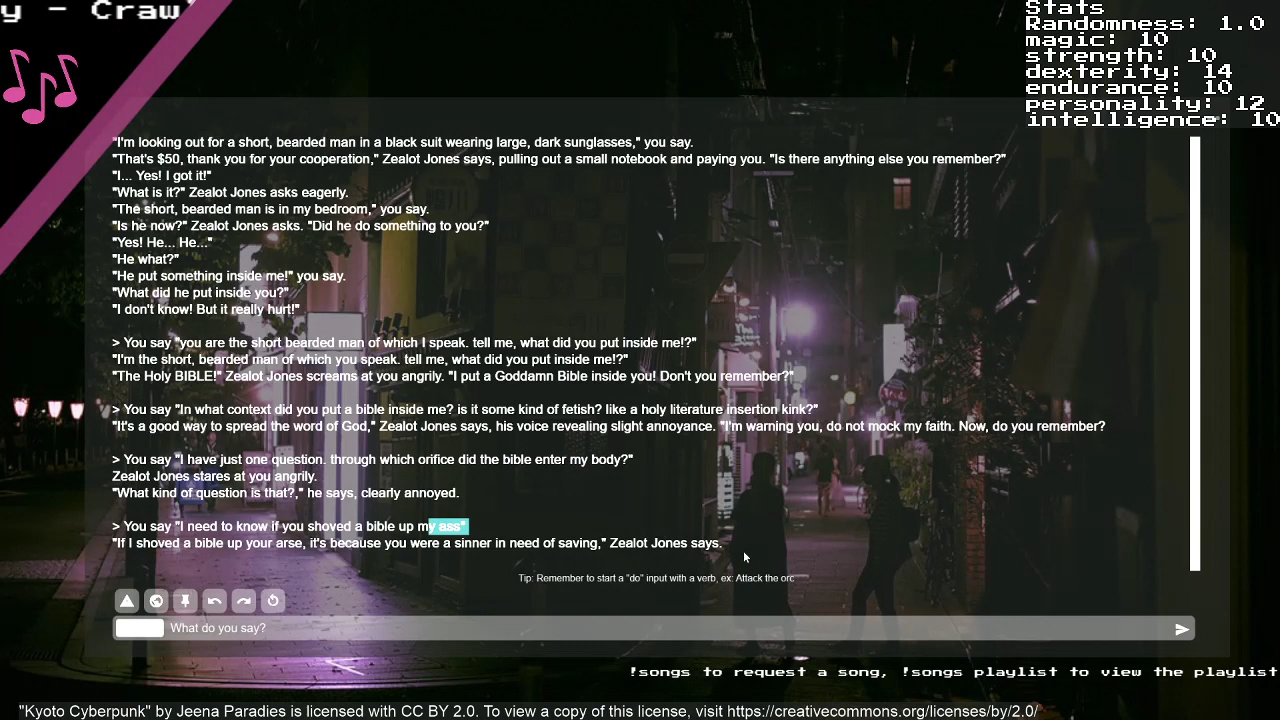 y - Craw
Stats
Randomness: 1.0
magic: 10
strength: 10
dexterity: 14
endurance: 10
personality: 12
intelligence: 10
"I'm looking out for a short, bearded man in a black suit wearing large, dark sunglasses," you say.
"That's $50, thank you for your cooperation," Zealot Jones says, pulling out a small notebook and paying you. "Is there anything else you remember?"
"I... Yes! I got it!"
"What is it?" Zealot Jones asks eagerly.
"The short, bearded man is in my bedroom," you say.
"Is he now?" Zealot Jones asks. "Did he do something to you?"
"Yes! He... He..."
"He what?"
"He put something inside me!" you say.
"What did he put inside you?"
"I don't know! But it really hurt!"
> You say "you are the short bearded man of which I speak. tell me, what did you put inside me!?"
"I'm the short, bearded man of which you speak. tell me, what did you put inside me!?"
"The Holy BIBLE!" Zealot Jones screams at you angrily. "I put a Goddamn Bible inside you! Don't you remember?"
> You say "In what context did you put a bible inside me? is it some kind of fetish? like a holy literature insertion kink?"
"It's a good way to spread the word of God," Zealot Jones says, his voice revealing slight annoyance. "I'm warning you, do not mock my faith. Now, do you remember?
> You say "I have just one question. through which orifice did the bible enter my body?"
Zealot Jones stares at you angrily.
"What kind of question is that?," he says, clearly annoyed.
> You say "I need to know if you shoved a bible up my ass"
"If I shoved a bible up your arse, it's because you were a sinner in need of saving," Zealot Jones says.
Tip: Remember to start a "do" input with a verb, ex: Attack the orc
What do you say?
!songs to request a song, !songs playlist to view the playlist
"Kyoto Cyberpunk" by Jeena Paradies is licensed with CC BY 2.0. To view a copy of this license, visit https://creativecommons.org/licenses/by/2.0/